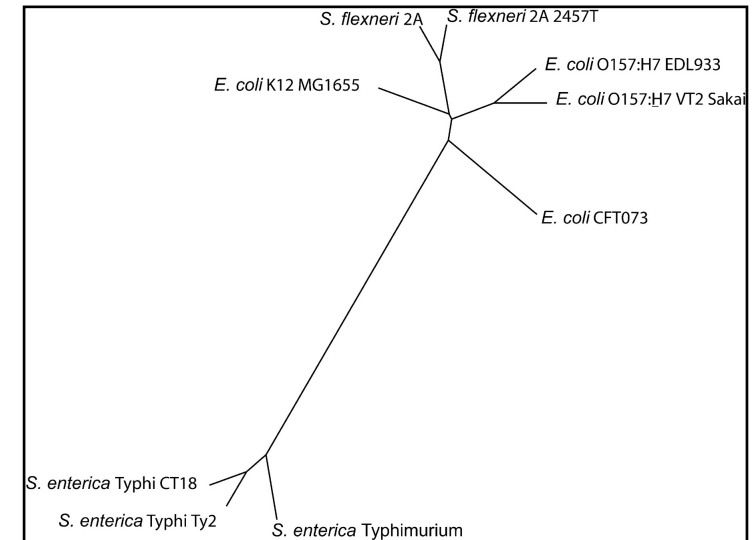 S. flexneri 2A
S. flexneri 2A 2457T
E. coli O157:H7 EDL933
E. coli K12 MG1655
E. coli O157:H7 VT2 Sakai
E. coli CFT073
S. enterica Typhi CT18
S. enterica Typhi Ty2
S. enterica Typhimurium